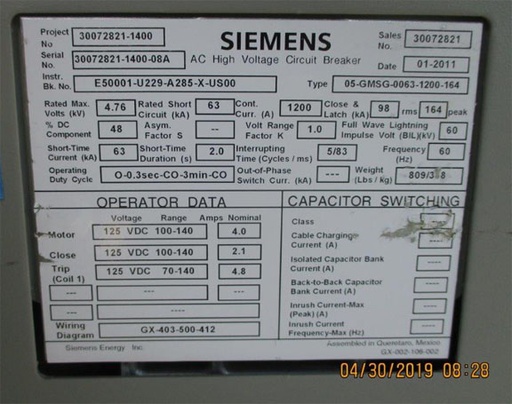 Project No 30072821-1400 SIEMENS Sales No. 30072821
Serial No. 30072821-1400-08A AC High Voltage Circuit Breaker Date 01-2011
Instr. Bk. No. E50001-U229-A285-X-US00 Type 05-GMSG-0063-1200-164
Rated Max. Volts (kV) 4.76 Rated Short Circuit (kA) 63 Cont. Curr. (A) 1200 Close & Latch (kA) 98 rms 164 peak
% DC Component 48 Asym. Factor S -- Volt Range Factor K 1.0 Full Wave Lightning Impulse Volt (BIL)(kV) 60
Short-Time Current (kA) 63 Short-Time Duration (s) 2.0 Interrupting Time (Cycles / ms) 5/83 Frequency (Hz) 60
Operating Duty Cycle O-0.3sec-CO-3min-CO Out-of-Phase Switch Curr. (kA) --- Weight (Lbs / kg)
OPERATOR DATA
Voltage Range Amps Nominal
Motor 125 VDC 100-140 4.0
Close 125 VDC 100-140 2.1
Trip (Coil 1) 125 VDC 70-140 4.8
--- --- ---
--- ----
Wiring Diagram GX-403-500-412
Siemens Energy Inc.
CAPACITOR SWITCHING
Class ----
Cable Charging Current (A) ----
Isolated Capacitor Bank Current (A) ----
Back-to-Back Capacitor Bank Current (A) ----
Inrush Current-Max (Peak) (A) ----
Inrush Current Frequency-Max (Hz) ----
Assembled in Queretaro, Mexico
GX-002-106-002
04/30/2019 08:28